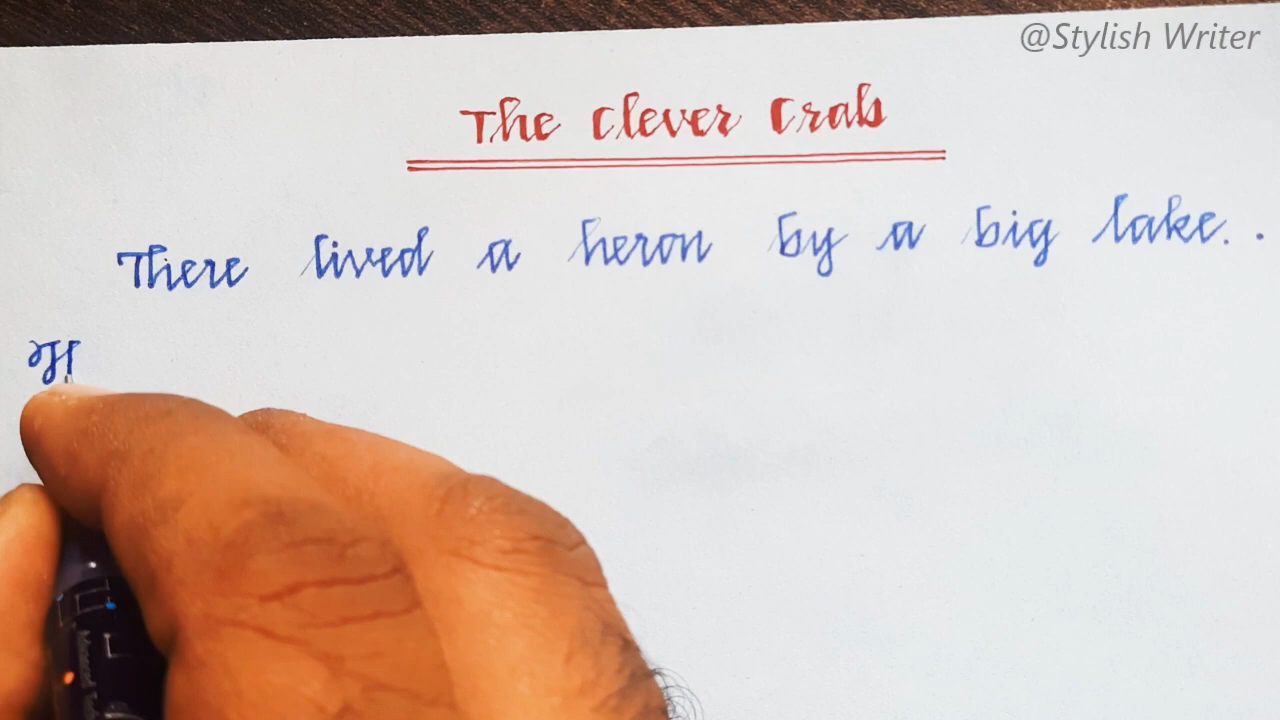 @Stylish Writer
The Clever Crab
There lived a heron by a big lake. .